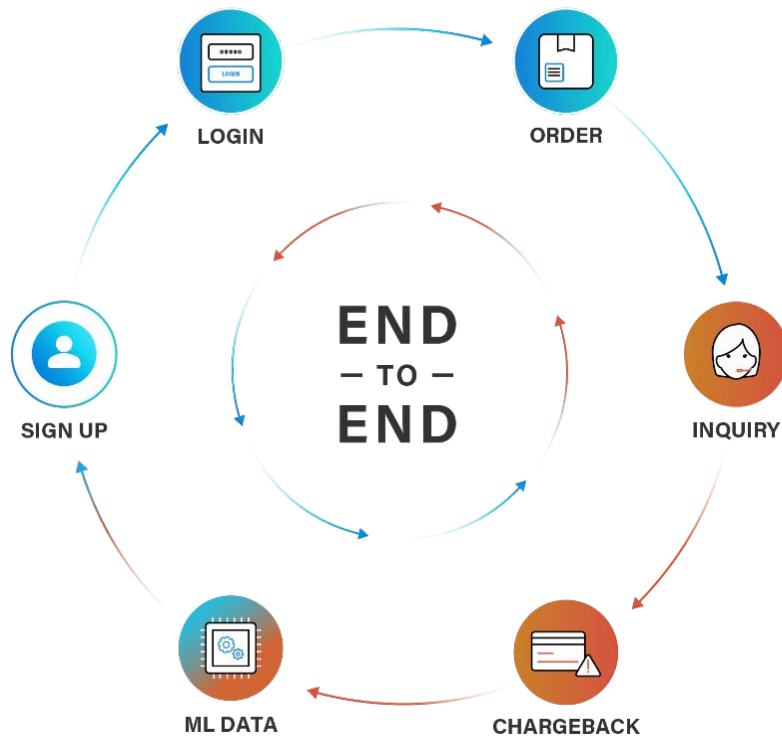 LOGIN
LOGIN
ORDER
SIGN UP
END
– TO –
END
INQUIRY
ML DATA
CHARGEBACK